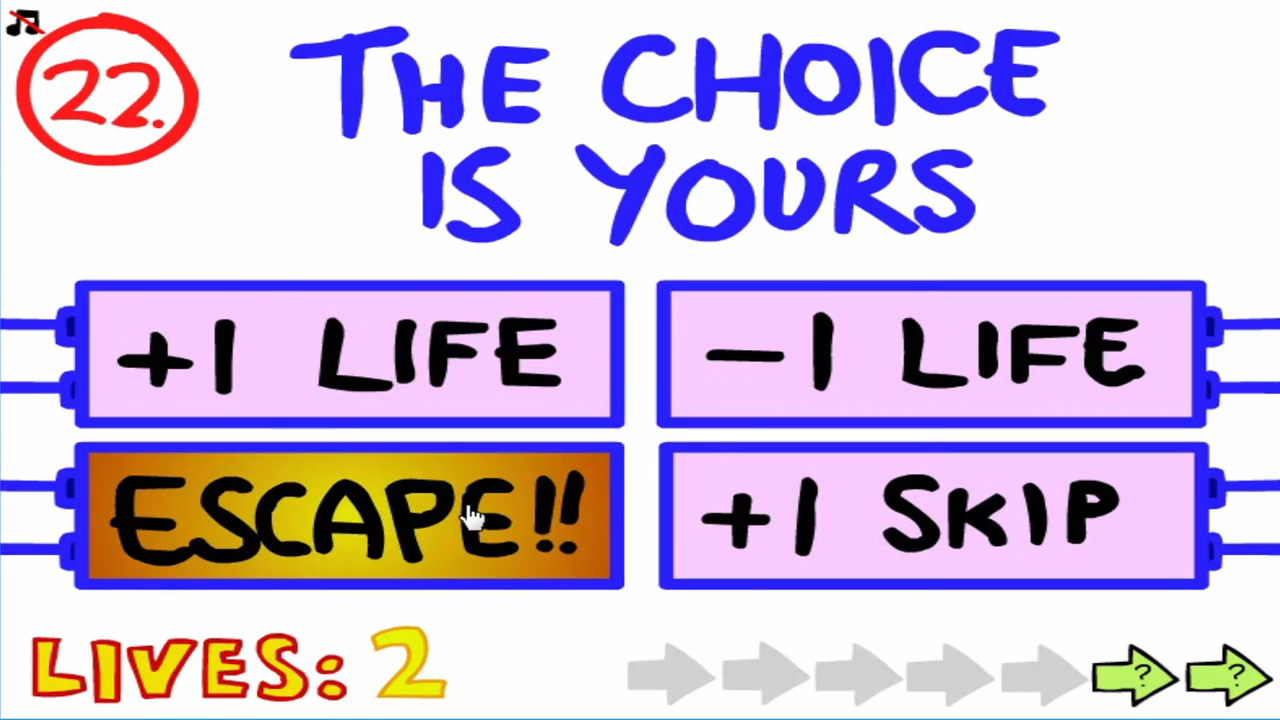 22.
THE CHOICE
IS YOURS
+1 LIFE
-1 LIFE
ESCAPE!!
+1 SKIP
LIVES: 2
? ?